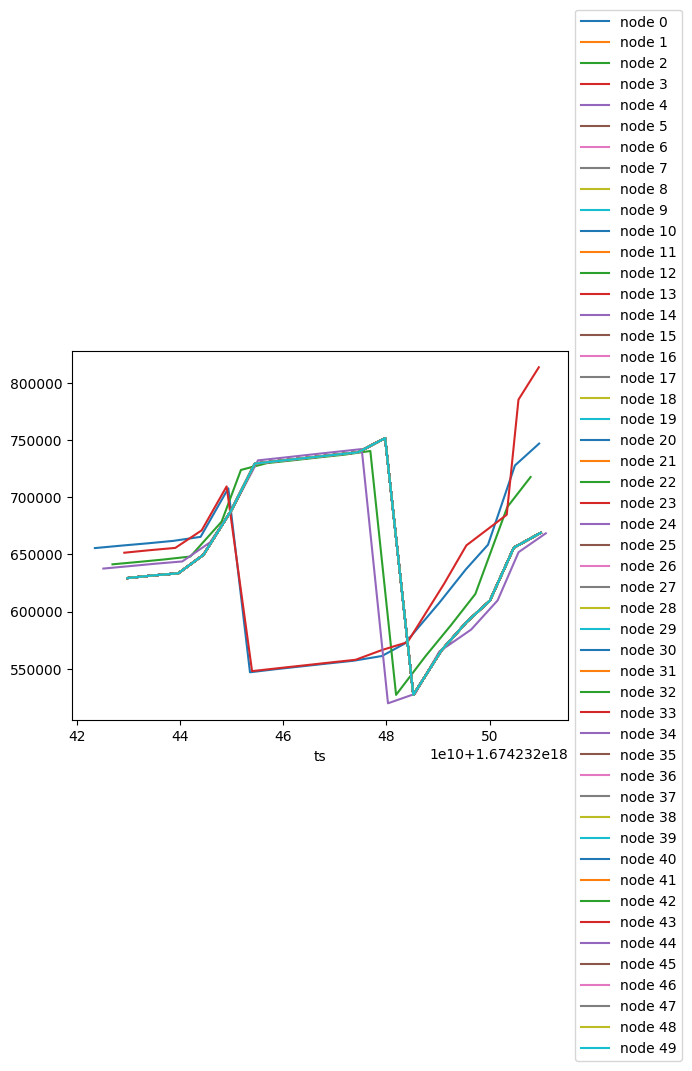 800000
750000
700000
650000
600000
550000
42 44 46 48 50
ts
1e10+1.674232e18
node 0
node 1
node 2
node 3
node 4
node 5
node 6
node 7
node 8
node 9
node 10
node 11
node 12
node 13
node 14
node 15
node 16
node 17
node 18
node 19
node 20
node 21
node 22
node 23
node 24
node 25
node 26
node 27
node 28
node 29
node 30
node 31
node 32
node 33
node 34
node 35
node 36
node 37
node 38
node 39
node 40
node 41
node 42
node 43
node 44
node 45
node 46
node 47
node 48
node 49